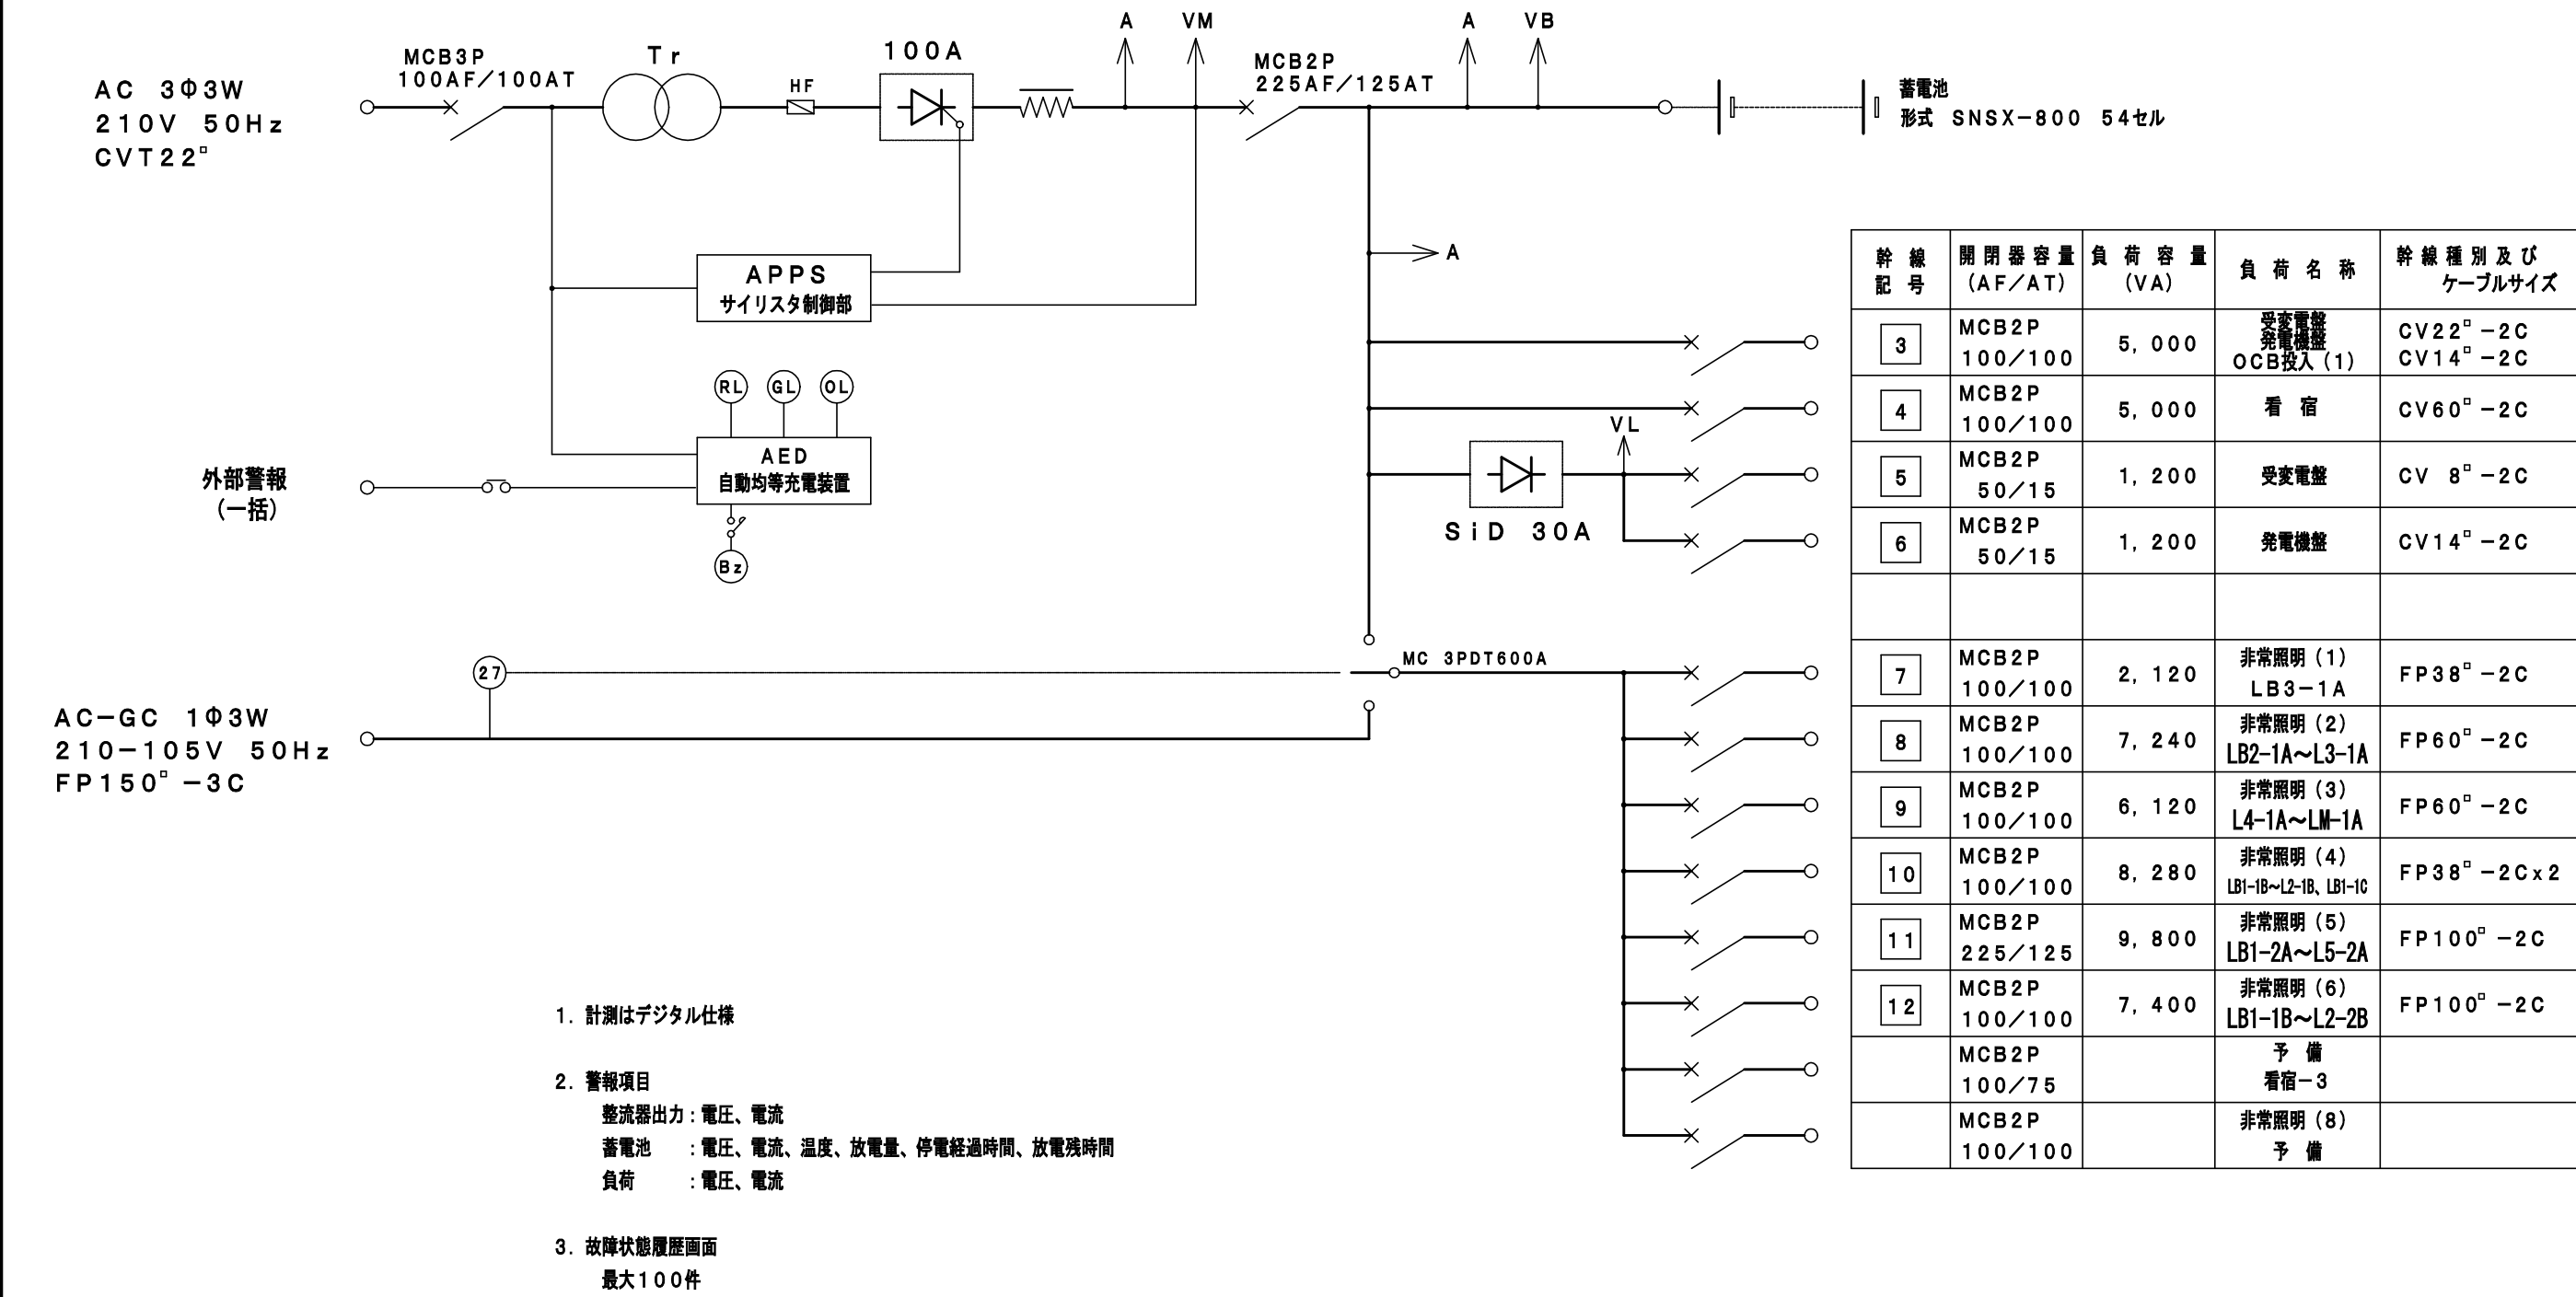 A VM A VB
MCB3P
100AF/100AT
Tr
HF
100A
MCB2P
225AF/125AT
AC 3Φ3W
210V 50Hz
CVT22□
蓄電池
形式 SNSX-800 54セル
A
APPS
サイリスタ制御部
RL GL OL
AED
自動均等充電装置
Bz
外部警報
(一括)
VL
SiD 30A
27
MC 3PDT600A
AC-GC 1Φ3W
210-105V 50Hz
FP150□-3C
幹線記号 開閉器容量(AF/AT) 負荷容量(VA) 負荷名称 幹線種別及びケーブルサイズ
3 MCB2P 100/100 5,000 受変電盤 発電機盤 OCB投入(1) CV22□-2C CV14□-2C
4 MCB2P 100/100 5,000 看宿 CV60□-2C
5 MCB2P 50/15 1,200 受変電盤 CV 8□-2C
6 MCB2P 50/15 1,200 発電機盤 CV14□-2C
7 MCB2P 100/100 2,120 非常照明(1) LB3-1A FP38□-2C
8 MCB2P 100/100 7,240 非常照明(2) LB2-1A~L3-1A FP60□-2C
9 MCB2P 100/100 6,120 非常照明(3) L4-1A~LM-1A FP60□-2C
10 MCB2P 100/100 8,280 非常照明(4) LB1-1B~L2-1B、LB1-1C FP38□-2Cx2
11 MCB2P 225/125 9,800 非常照明(5) LB1-2A~L5-2A FP100□-2C
12 MCB2P 100/100 7,400 非常照明(6) LB1-1B~L2-2B FP100□-2C
MCB2P 100/75 予備 看宿-3
MCB2P 100/100 非常照明(8) 予備
1. 計測はデジタル仕様
2. 警報項目
整流器出力:電圧、電流
蓄電池 :電圧、電流、温度、放電量、停電経過時間、放電残時間
負荷 :電圧、電流
3. 故障状態履歴画面
最大100件